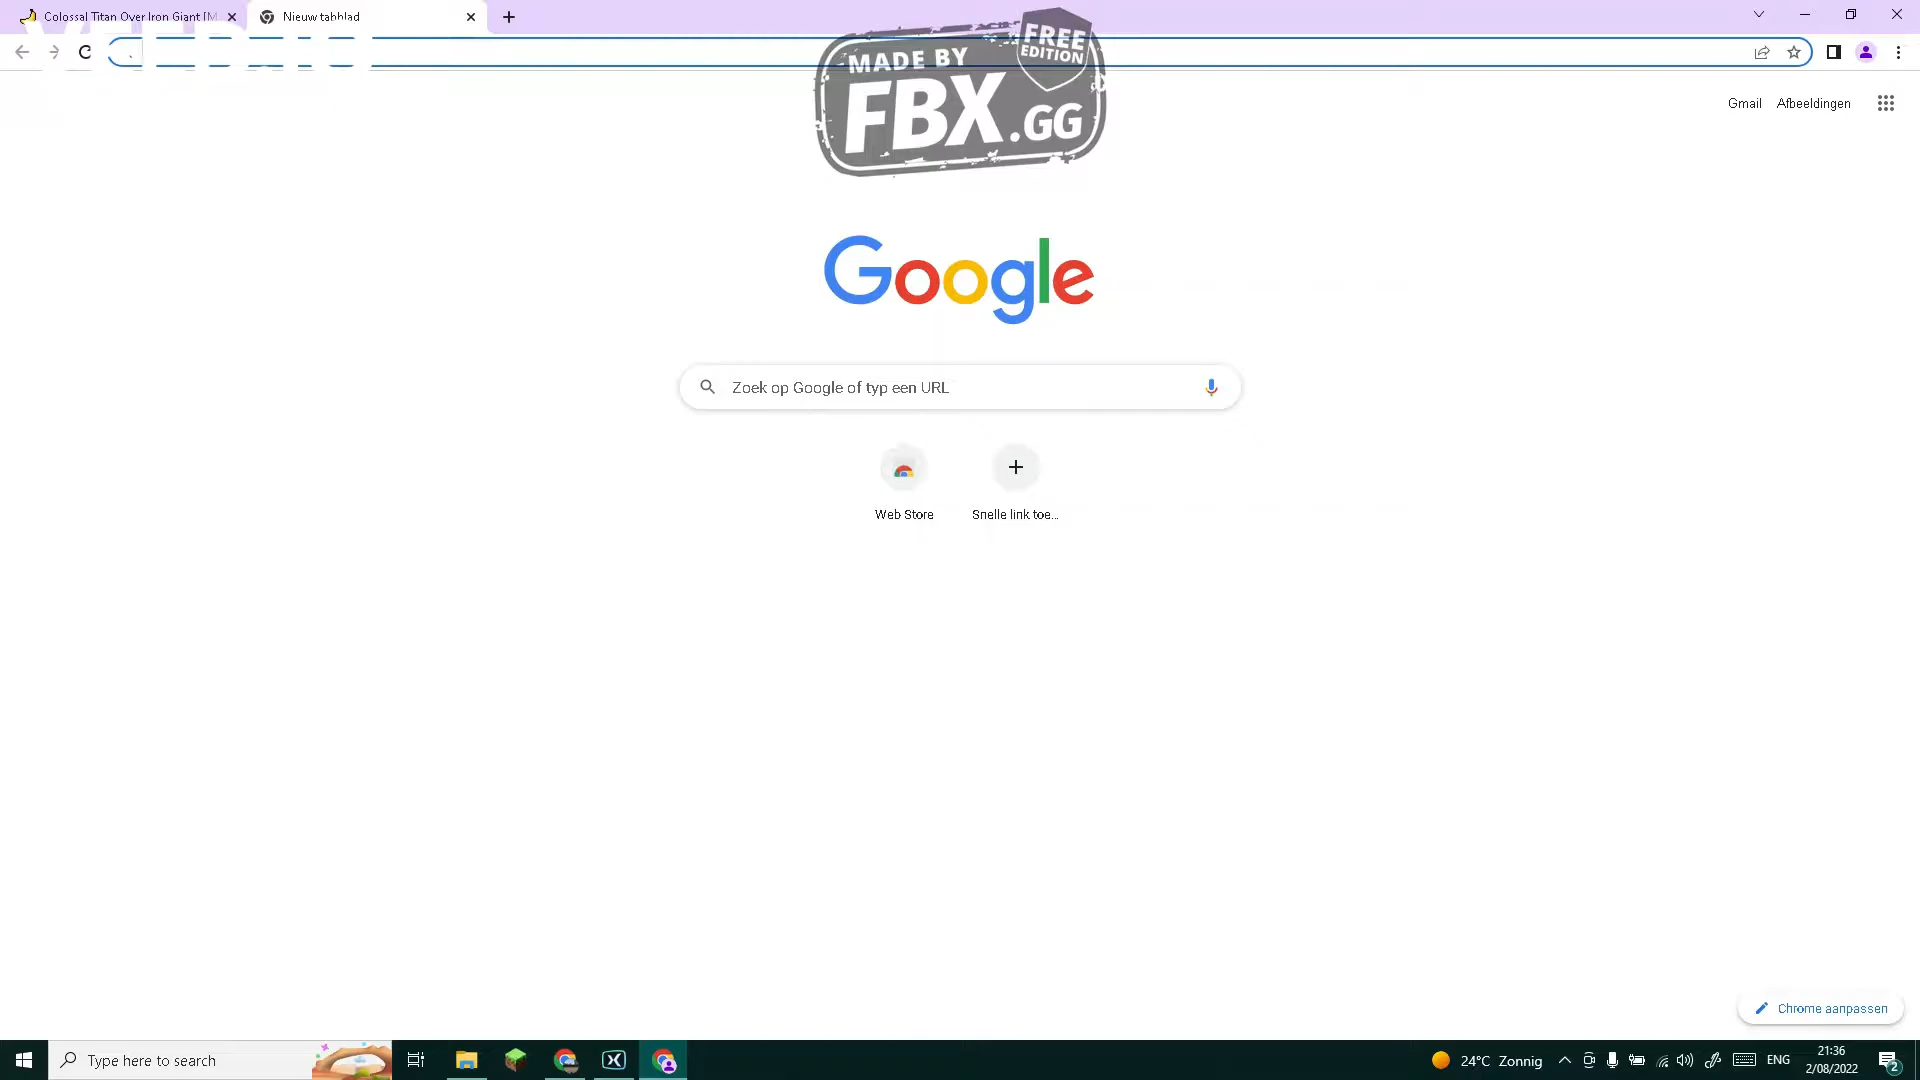 Colossal Titan Over Iron Giant [M
Nieuw tabblad
MADE BY
FBX.GG
FREE
EDITION
Gmail
Afbeeldingen
Google
Zoek op Google of typ een URL
Web Store
Snelle link toe...
Chrome aanpassen
Type here to search
24°C Zonnig
ENG
21:36
2/08/2022
2